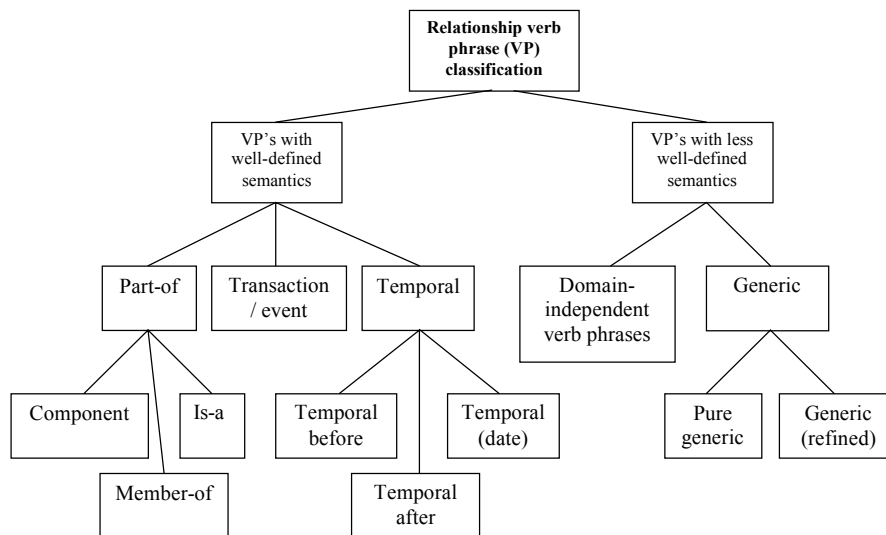 Relationship verb
phrase (VP)
classification
VP's with
well-defined
semantics
VP's with less
well-defined
semantics
Part-of
Transaction
/ event
Temporal
Domain-
independent
verb phrases
Generic
Component
Is-a
Temporal
before
Temporal
(date)
Pure
generic
Generic
(refined)
Member-of
Temporal
after